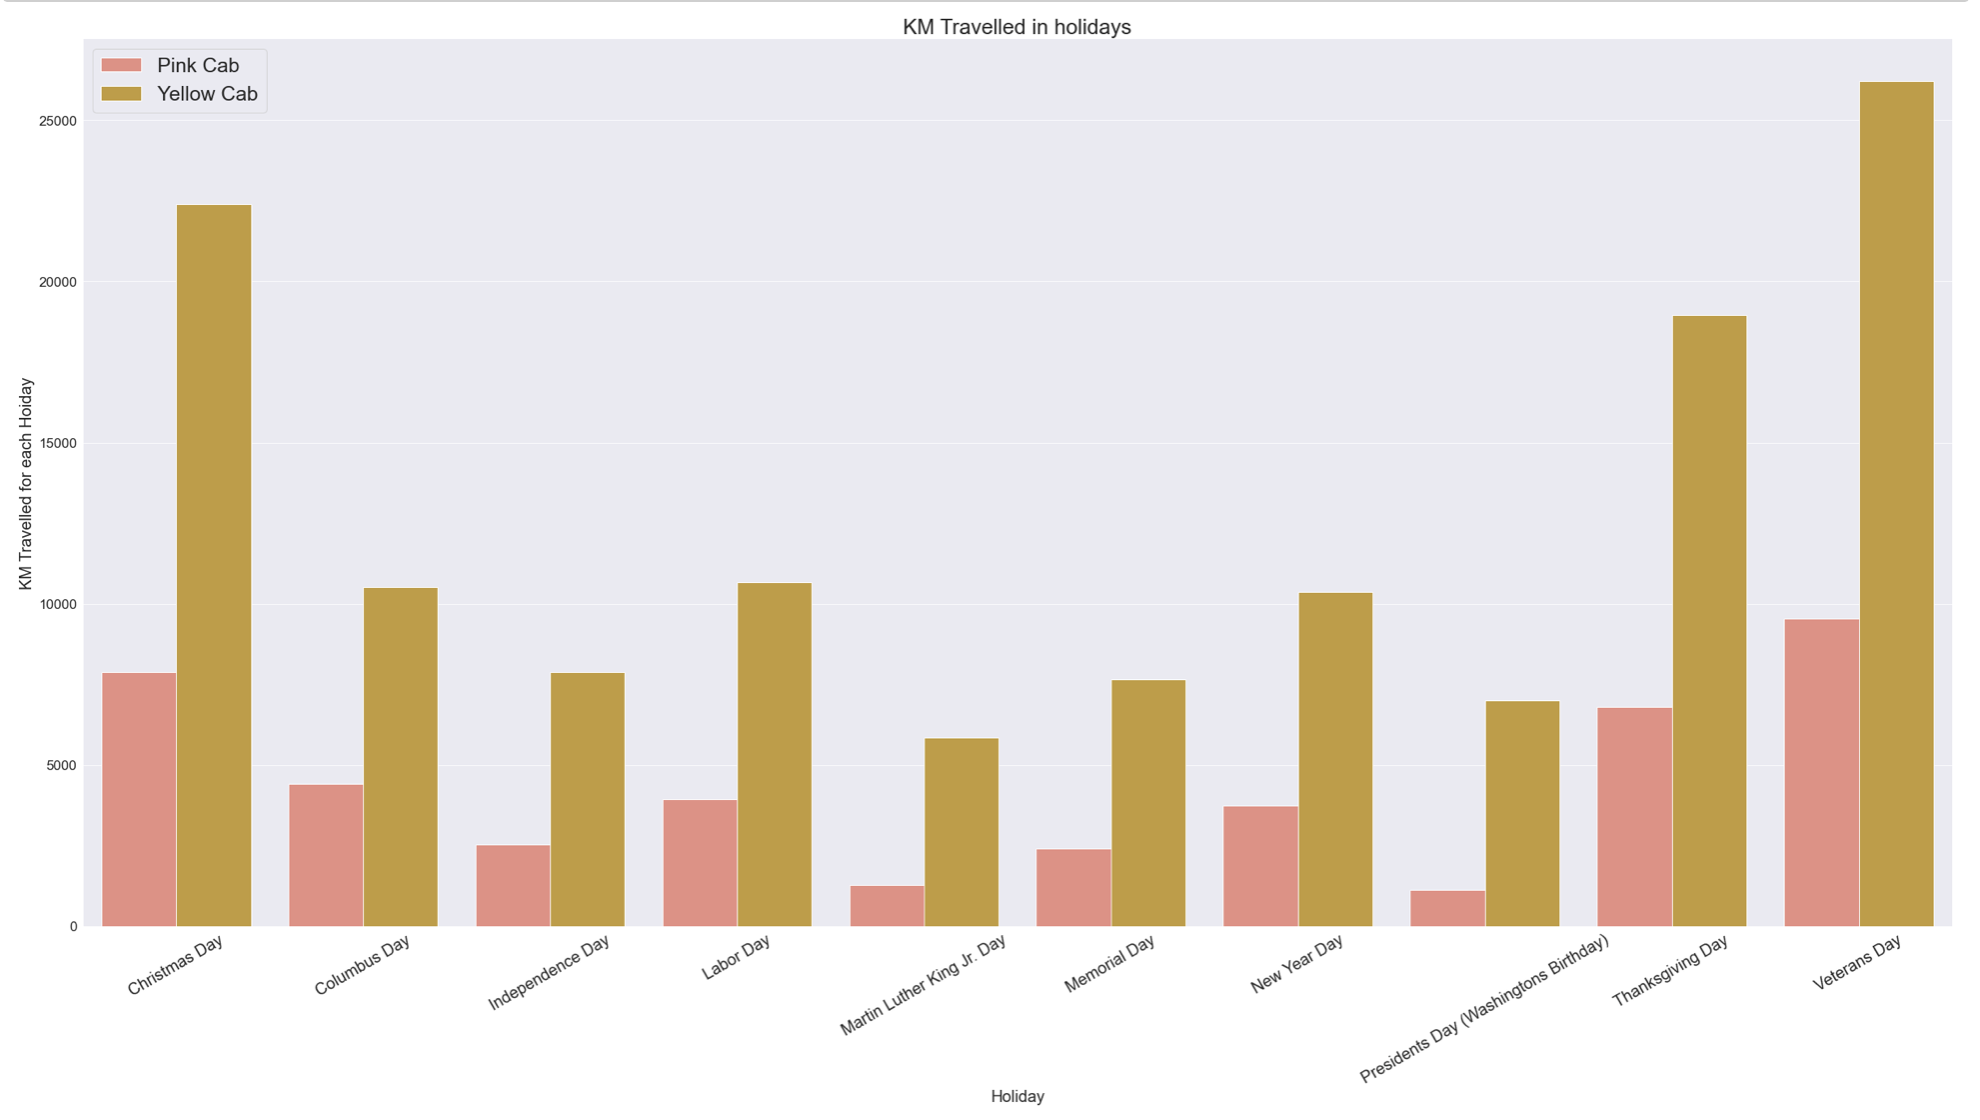 KM Travelled in holidays
Pink Cab
Yellow Cab
25000
20000
15000
10000
5000
0
KM Travelled for each Hoiday
Christmas Day
Columbus Day
Independence Day
Labor Day
Martin Luther King Jr. Day
Memorial Day
New Year Day
Presidents Day (Washingtons Birthday)
Thanksgiving Day
Veterans Day
Holiday